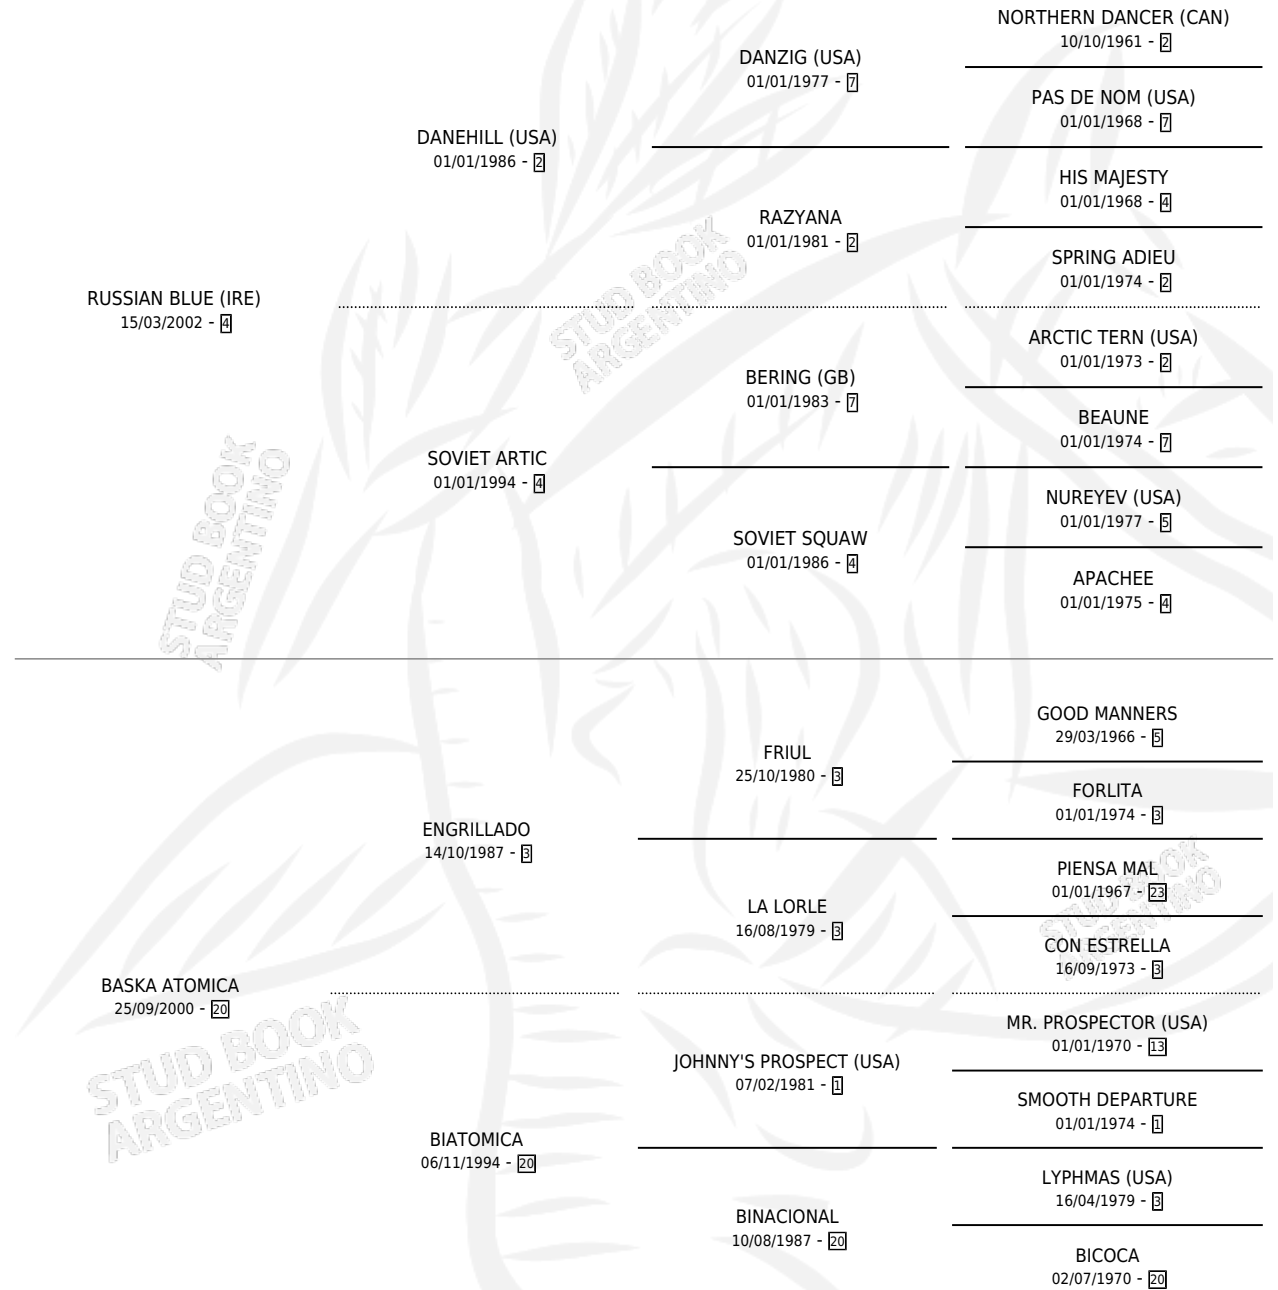 NORTHERN DANCER (CAN)
10/10/1961 - 2
DANZIG (USA)
01/01/1977 - 7
PAS DE NOM (USA)
01/01/1968 - 7
DANEHILL (USA)
01/01/1986 - 2
HIS MAJESTY
01/01/1968 - 4
RAZYANA
01/01/1981 - 2
SPRING ADIEU
01/01/1974 - 2
RUSSIAN BLUE (IRE)
15/03/2002 - 4
STUD BOOK
ARGENTINO
ARCTIC TERN (USA)
01/01/1973 - 2
BERING (GB)
01/01/1983 - 7
BEAUNE
01/01/1974 - 7
SOVIET ARTIC
01/01/1994 - 4
NUREYEV (USA)
01/01/1977 - 5
SOVIET SQUAW
01/01/1986 - 4
APACHEE
01/01/1975 - 4
STUD BOOK
ARGENTINO
GOOD MANNERS
29/03/1966 - 5
FRIUL
25/10/1980 - 3
FORLITA
01/01/1974 - 3
ENGRILLADO
14/10/1987 - 3
PIENSA MAL
01/01/1967 - 23
LA LORLE
16/08/1979 - 3
STUD BOOK
ARGENTINO
CON ESTRELLA
16/09/1973 - 3
BASKA ATOMICA
25/09/2000 - 20
STUD BOOK
ARGENTINO
MR. PROSPECTOR (USA)
01/01/1970 - 13
JOHNNY'S PROSPECT (USA)
07/02/1981 - 1
SMOOTH DEPARTURE
01/01/1974 - 1
BIATOMICA
06/11/1994 - 20
LYPHMAS (USA)
16/04/1979 - 3
BINACIONAL
10/08/1987 - 20
BICOCA
02/07/1970 - 20